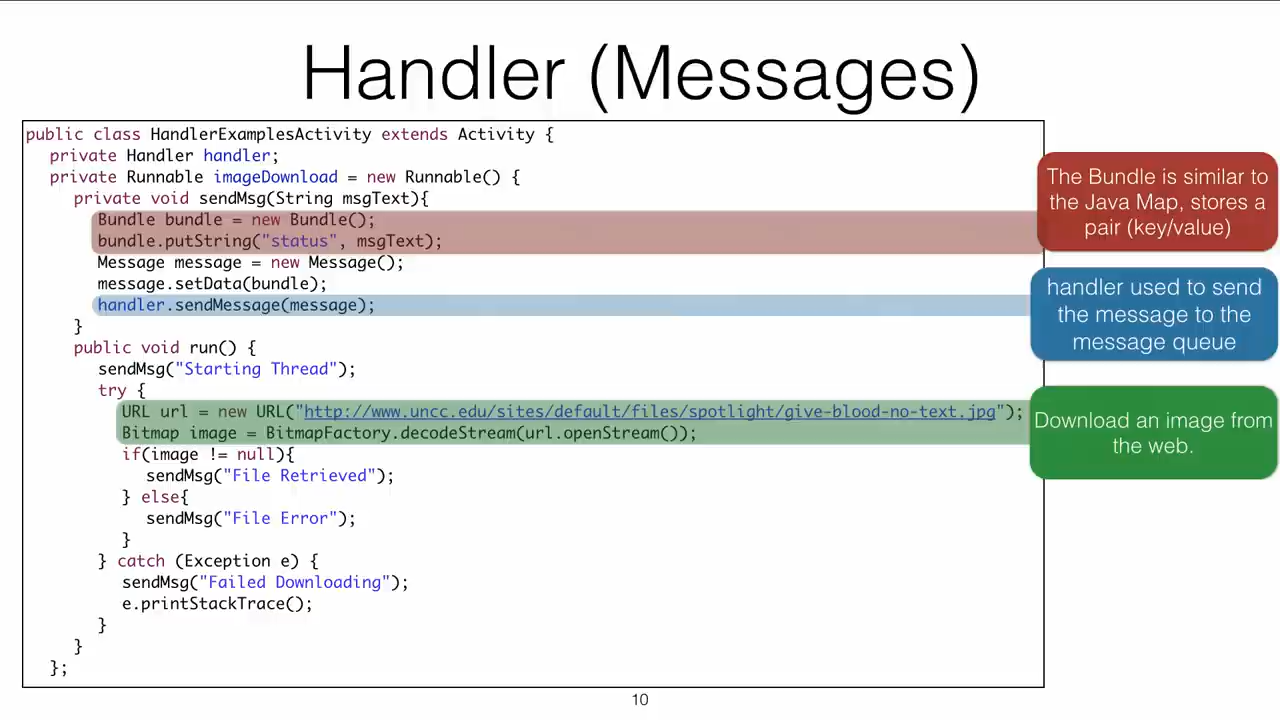 Handler (Messages)
public class HandlerExamplesActivity extends Activity {
private Handler handler;
private Runnable imageDownload = new Runnable() {
private void sendMsg(String msgText){
Bundle bundle = new Bundle();
bundle.putString("status", msgText);
Message message = new Message();
message.setData(bundle);
handler.sendMessage(message);
}
public void run() {
sendMsg("Starting Thread");
try {
URL url = new URL("http://www.uncc.edu/sites/default/files/spotlight/give-blood-no-text.jpg");
Bitmap image = BitmapFactory.decodeStream(url.openStream());
if(image != null){
sendMsg("File Retrieved");
} else{
sendMsg("File Error");
}
} catch (Exception e) {
sendMsg("Failed Downloading");
e.printStackTrace();
}
}
};
The Bundle is similar to
the Java Map, stores a
pair (key/value)
handler used to send
the message to the
message queue
Download an image from
the web.
10